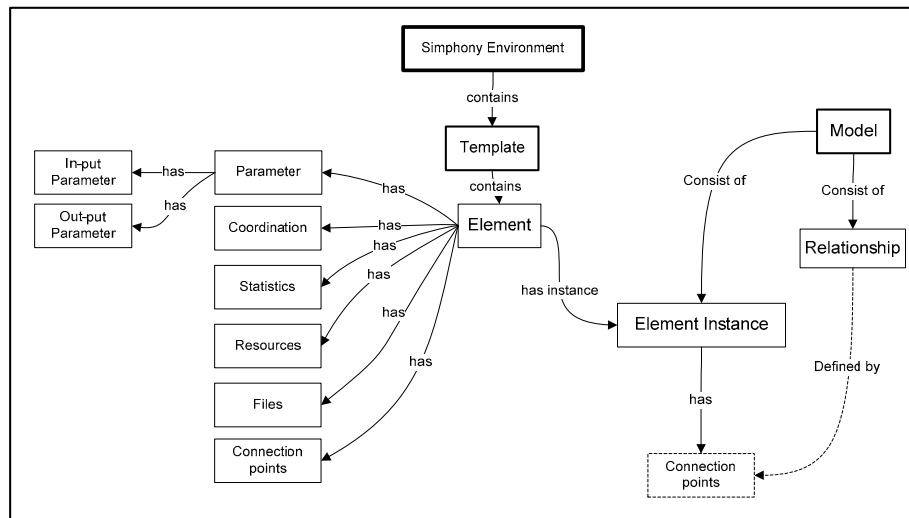 Simphony Environment
contains
Template
contains
Element
Model
Consist of
Consist of
Relationship
In-put
Parameter
has
Parameter
has
Out-put
Parameter
has
Coordination
has
Statistics
has
Resources
has
Files
has
Connection
points
has
has instance
Element Instance
Defined by
has
Connection
points